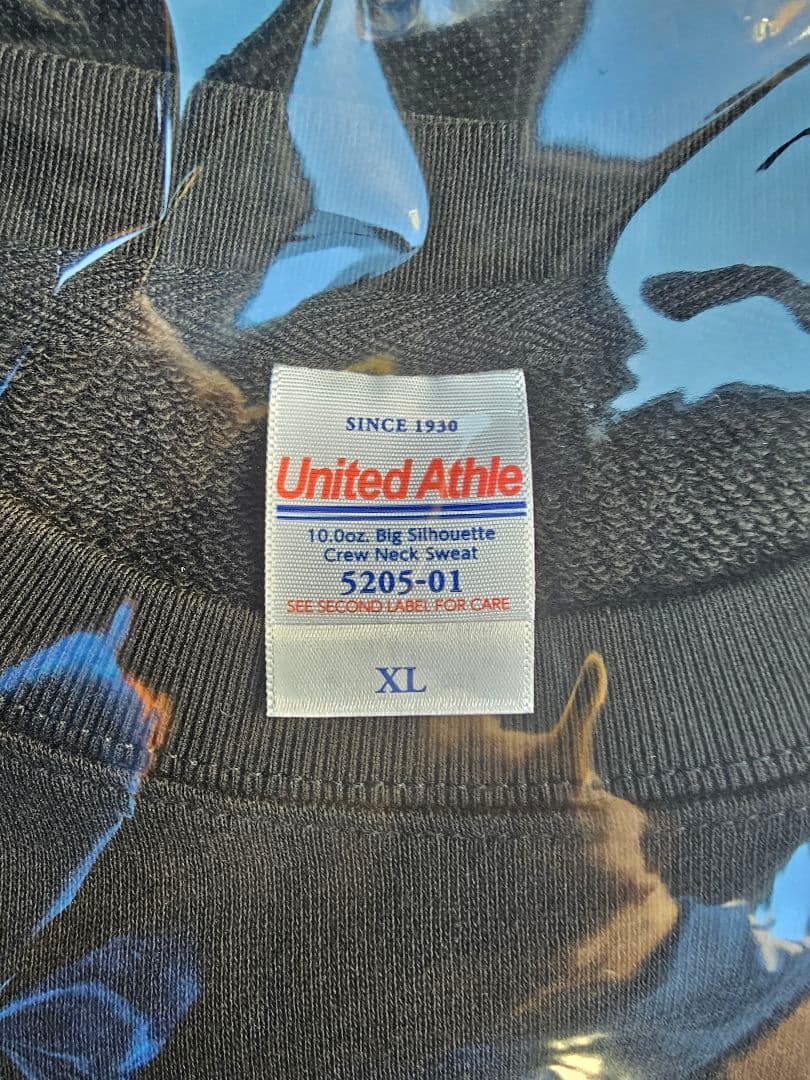 SINCE 1930
United Athle
10.0oz. Big Silhouette
Crew Neck Sweat
5205-01
SEE SECOND LABEL FOR CARE
XL